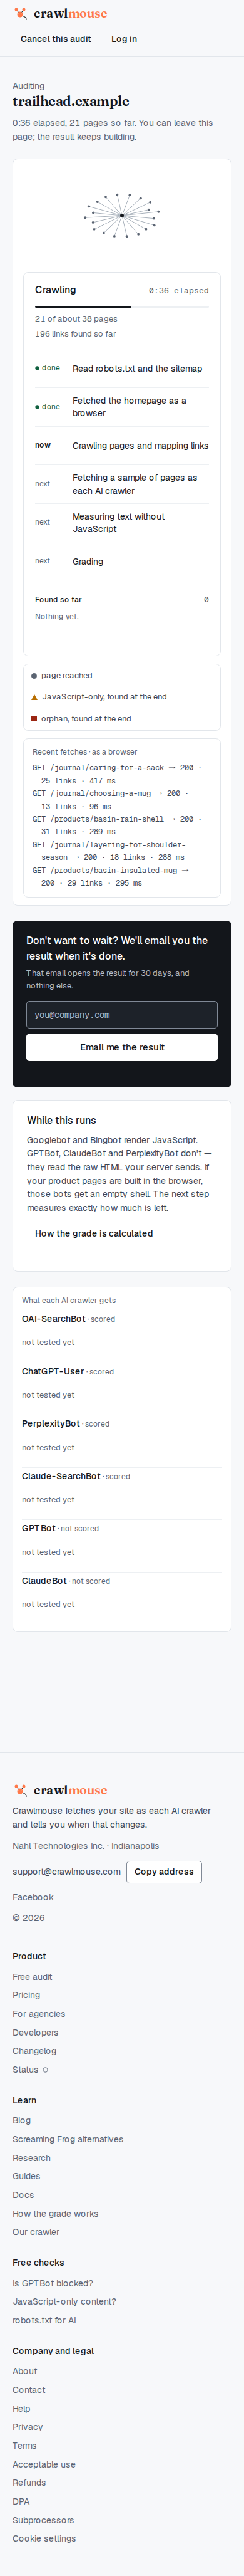 crawlmouse
Cancel this audit Log in
Auditing
trailhead.example
0:36 elapsed, 21 pages so far. You can leave this
page; the result keeps building.
Crawling 0:36 elapsed
21 of about 38 pages
196 links found so far
done Read robots.txt and the sitemap
done Fetched the homepage as a
browser
now Crawling pages and mapping links
next Fetching a sample of pages as
each AI crawler
next Measuring text without
JavaScript
next Grading
Found so far 0
Nothing yet.
page reached
JavaScript-only, found at the end
orphan, found at the end
Recent fetches · as a browser
GET /journal/caring-for-a-sack → 200 ·
25 links · 417 ms
GET /journal/choosing-a-mug → 200 ·
13 links · 96 ms
GET /products/basin-rain-shell → 200 ·
31 links · 289 ms
GET /journal/layering-for-shoulder-
season → 200 · 18 links · 288 ms
GET /products/basin-insulated-mug →
200 · 29 links · 295 ms
Don't want to wait? We'll email you the
result when it's done.
That email opens the result for 30 days, and
nothing else.
you@company.com
Email me the result
While this runs
Googlebot and Bingbot render JavaScript.
GPTBot, ClaudeBot and PerplexityBot don't —
they read the raw HTML your server sends. If
your product pages are built in the browser,
those bots get an empty shell. The next step
measures exactly how much is left.
How the grade is calculated
What each AI crawler gets
OAI-SearchBot · scored
not tested yet
ChatGPT-User · scored
not tested yet
PerplexityBot · scored
not tested yet
Claude-SearchBot · scored
not tested yet
GPTBot · not scored
not tested yet
ClaudeBot · not scored
not tested yet
crawlmouse
Crawlmouse fetches your site as each AI crawler
and tells you when that changes.
Nahl Technologies Inc. · Indianapolis
support@crawlmouse.com Copy address
Facebook
© 2026
Product
Free audit
Pricing
For agencies
Developers
Changelog
Status
Learn
Blog
Screaming Frog alternatives
Research
Guides
Docs
How the grade works
Our crawler
Free checks
Is GPTBot blocked?
JavaScript-only content?
robots.txt for AI
Company and legal
About
Contact
Help
Privacy
Terms
Acceptable use
Refunds
DPA
Subprocessors
Cookie settings